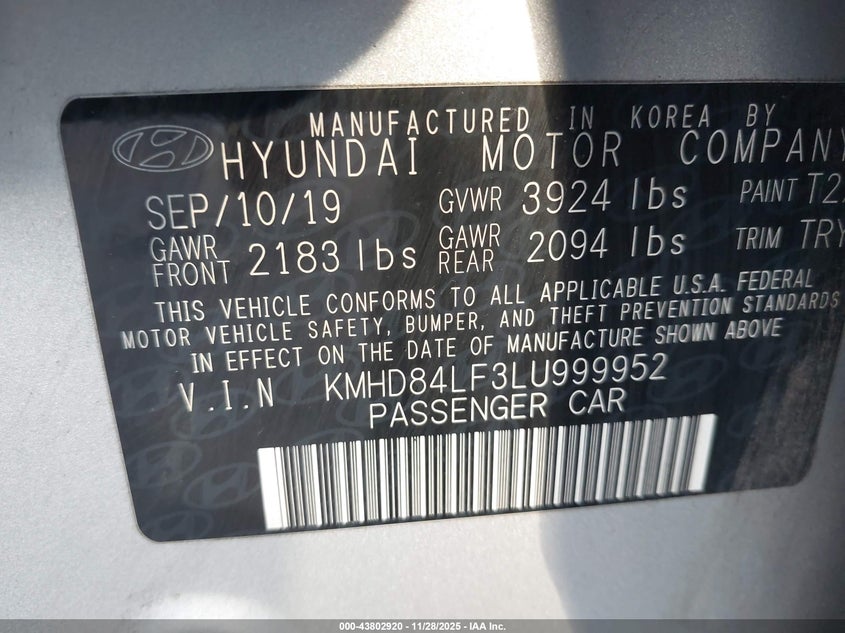 MANUFACTURED IN KOREA BY
HYUNDAI MOTOR COMPANY
SEP/10/19 GVWR 3924 lbs PAINT
GAWR FRONT 2183 lbs GAWR REAR 2094 lbs TRIM TRY
THIS VEHICLE CONFORMS TO ALL APPLICABLE U.S.A. FEDERAL
MOTOR VEHICLE SAFETY, BUMPER, AND THEFT PREVENTION STANDARDS
IN EFFECT ON THE DATE OF MANUFACTURE SHOWN ABOVE
V.I.N KMHD84LF3LU999952
PASSENGER CAR
000-43802920 | 11/28/2025 - IAA Inc.